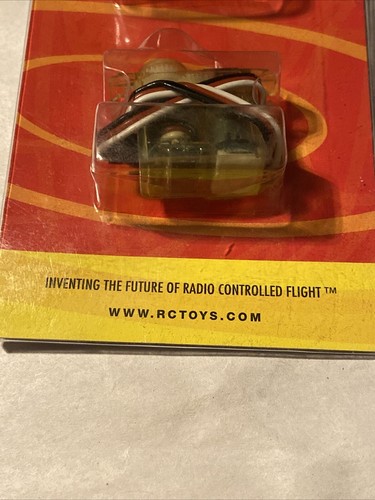 INVENTING THE FUTURE OF RADIO CONTROLLED FLIGHT™
WWW.RCTOYS.COM